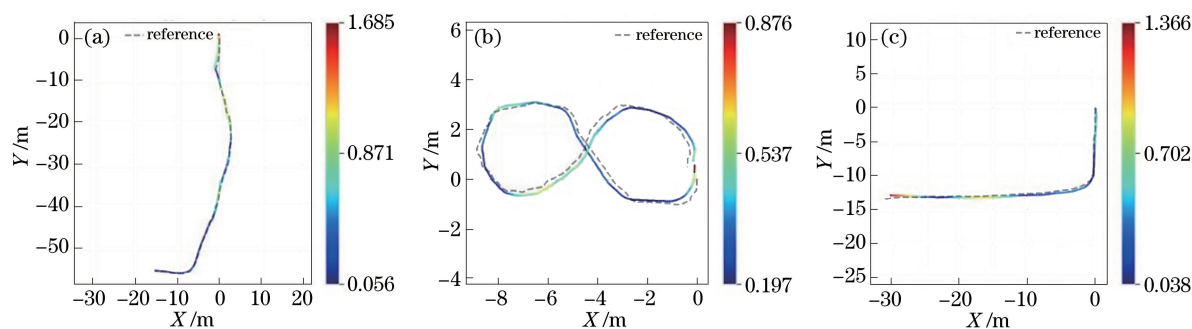 (a)
reference
0
−10
−20
−30
−40
−50
Y/m
−30 −20 −10 0 10 20
X/m
1.685
0.871
0.056
(b)
reference
6
4
2
0
−2
−4
Y/m
−8 −6 −4 −2 0
X/m
0.876
0.537
0.197
(c)
reference
10
5
0
−5
−10
−15
−20
−25
Y/m
−30 −20 −10 0
X/m
1.366
0.702
0.038